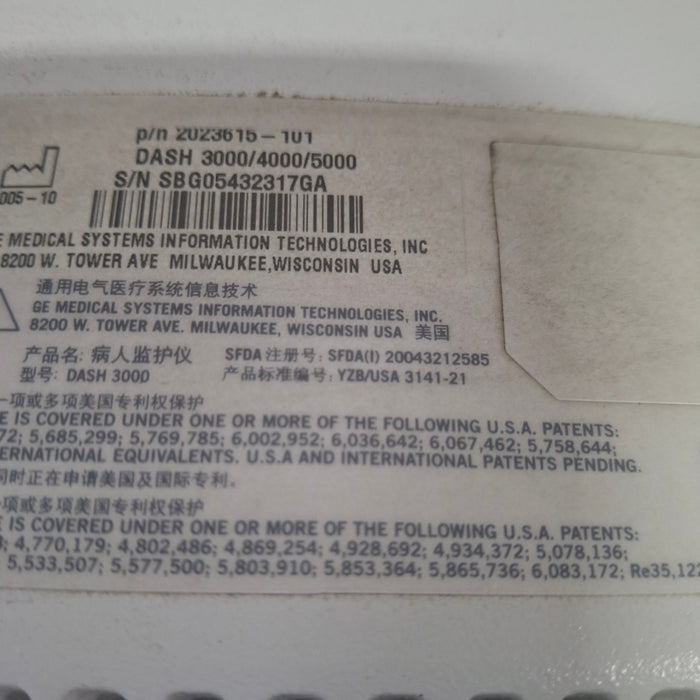 p/n 2023615-101
DASH 3000/4000/5000
S/N SBG05432317GA
005-10
E MEDICAL SYSTEMS INFORMATION TECHNOLOGIES, INC
8200 W. TOWER AVE MILWAUKEE,WISCONSIN USA
通用电气医疗系统信息技术
GE MEDICAL SYSTEMS INFORMATION TECHNOLOGIES, INC.
8200 W. TOWER AVE. MILWAUKEE, WISCONSIN USA 美国
产品名: 病人监护仪 SFDA 注册号: SFDA(I) 20043212585
型号: DASH 3000 产品标准编号: YZB/USA 3141-21
一项或多项美国专利权保护
E IS COVERED UNDER ONE OR MORE OF THE FOLLOWING U.S.A. PATENTS:
72; 5,685,299; 5,769,785; 6,002,952; 6,036,642; 6,067,462; 5,758,644;
ERNATIONAL EQUIVALENTS. U.S.A AND INTERNATIONAL PATENTS PENDING.
同时正在申请美国及国际专利。
一项或多项美国专利权保护
E IS COVERED UNDER ONE OR MORE OF THE FOLLOWING U.S.A. PATENTS:
; 4,770,179; 4,802,486; 4,869,254; 4,928,692; 4,934,372; 5,078,136;
5,533,507; 5,577,500; 5,803,910; 5,853,364; 5,865,736; 6,083,172; Re35,122